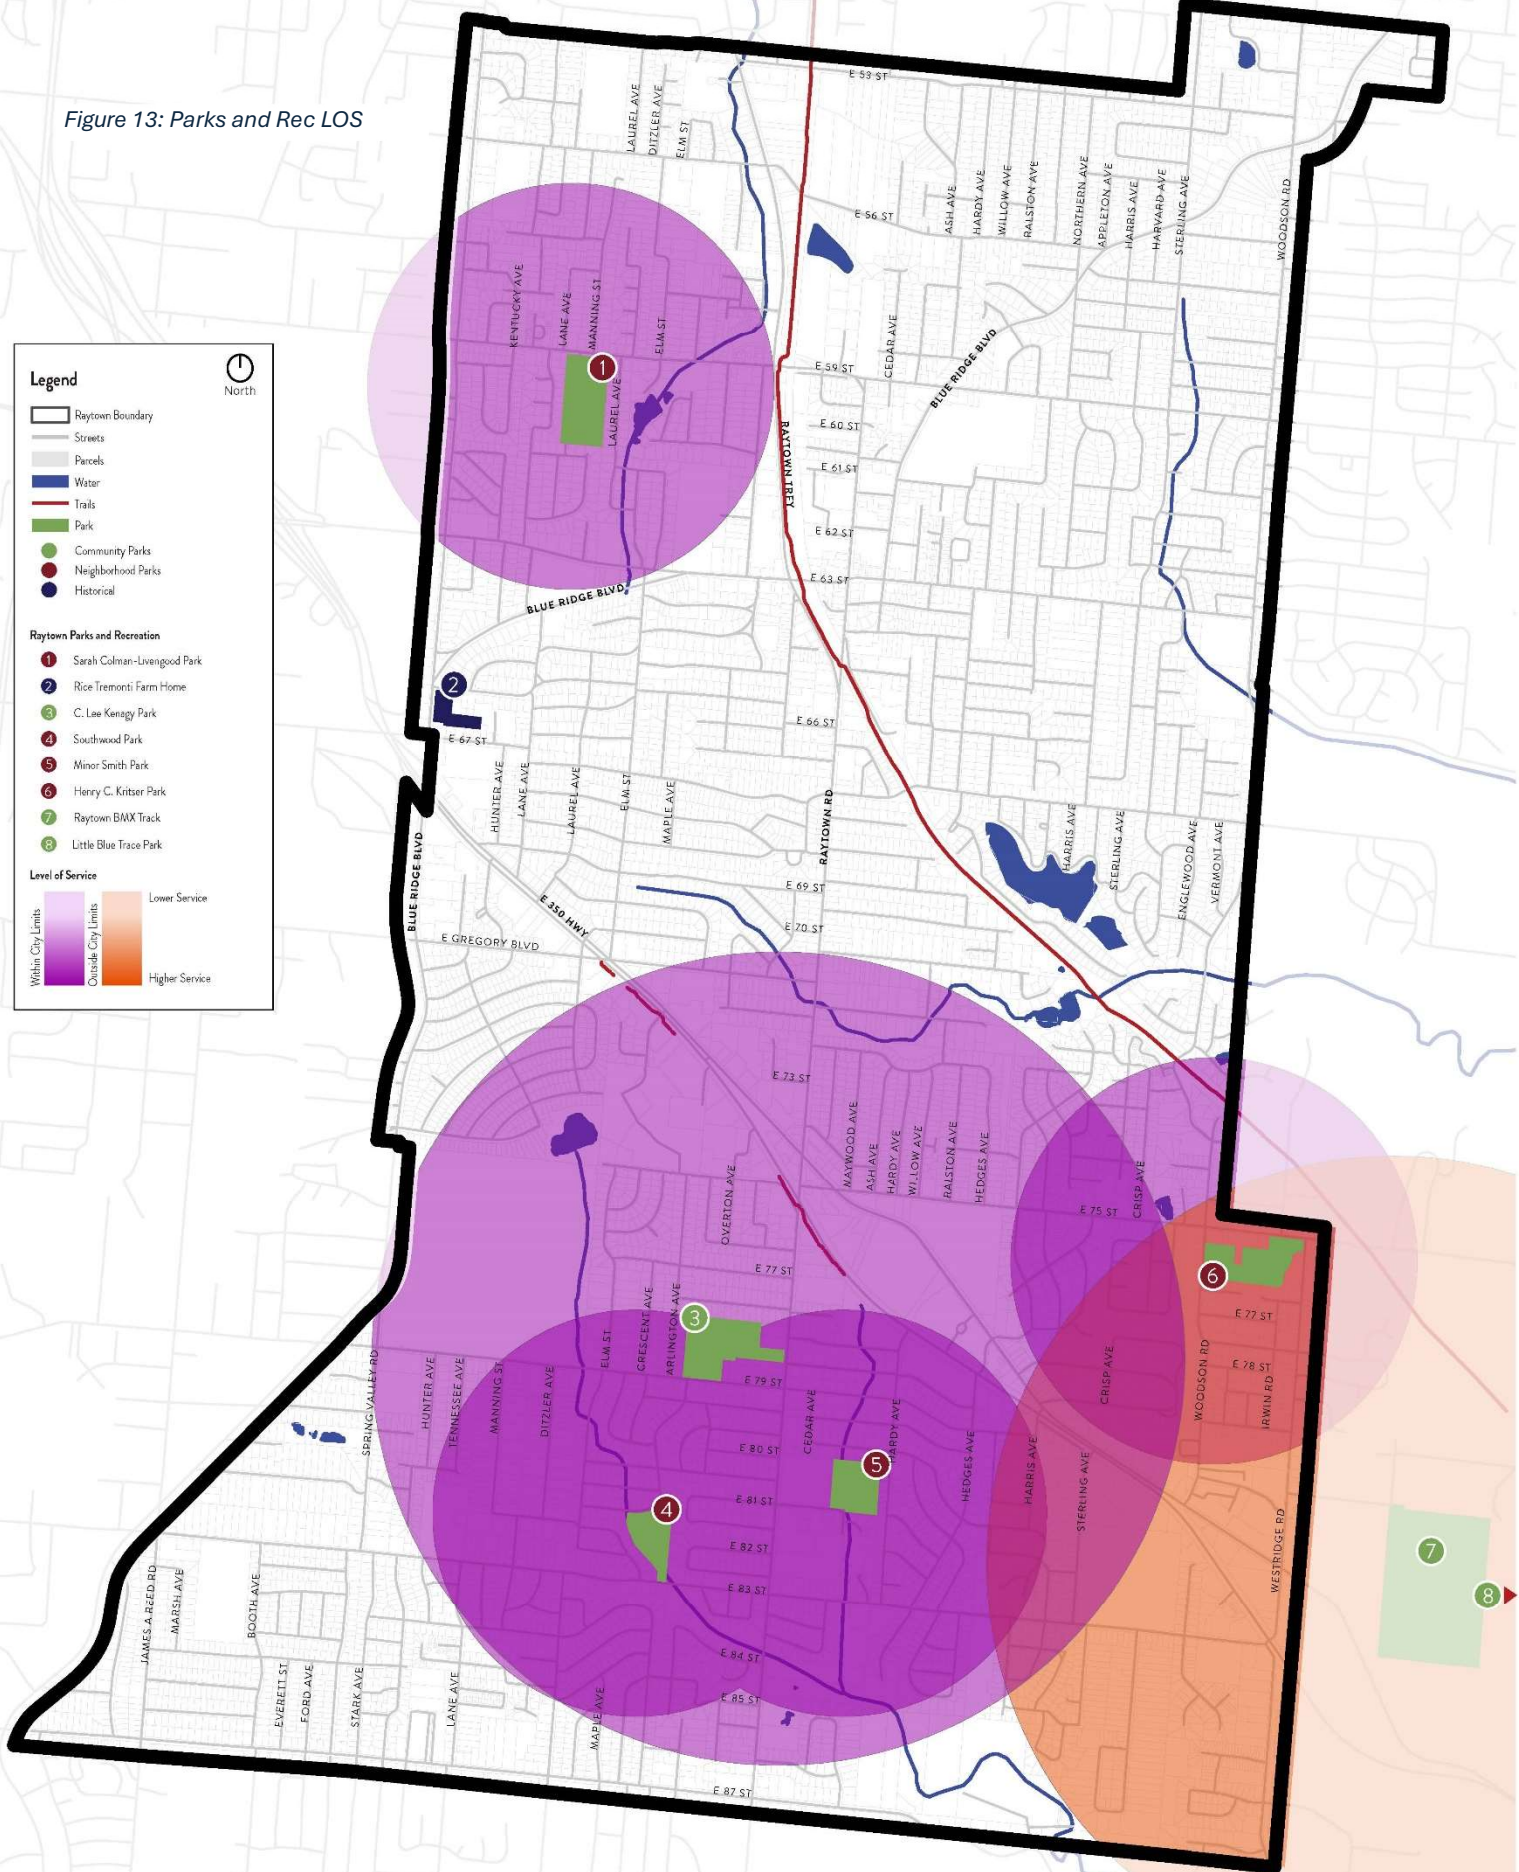 Figure 13: Parks and Rec LOS
Legend
North
Raytown Boundary
Streets
Parcels
Water
Trails
Park
Community Parks
Neighborhood Parks
Historical
Raytown Parks and Recreation
1 Sarah Colman-Livengood Park
2 Rice Tremonti Farm Home
3 C. Lee Kenagy Park
4 Southwood Park
5 Minor Smith Park
6 Henry C. Kritser Park
7 Raytown BMX Track
8 Little Blue Trace Park
Level of Service
Within City Limits
Outside City Limits
Lower Service
Higher Service
E 53 ST
LAUREL AVE
DITZLER AVE
ELM ST
ASH AVE
HARDY AVE
WILLOW AVE
RALSTON AVE
NORTHERN AVE
APPLETON AVE
HARRIS AVE
HARVARD AVE
STERLING AVE
WOODSON RD
E 56 ST
KENTUCKY AVE
LANE AVE
MANNING ST
ELM ST
CEDAR AVE
BLUE RIDGE BLVD
E 59 ST
1
LAUREL AVE
E 60 ST
RAYTOWN TREY
E 61 ST
E 62 ST
E 63 ST
BLUE RIDGE BLVD
2
E 66 ST
E 67 ST
HUNTER AVE
LANE AVE
LAUREL AVE
ELM ST
MAPLE AVE
RAYTOWN RD
HARRIS AVE
STERLING AVE
ENGLEWOOD AVE
VERMONT AVE
BLUE RIDGE BLVD
E 69 ST
E 350 HWY
E 70 ST
E GREGORY BLVD
E 73 ST
NAYWOOD AVE
ASH AVE
HARDY AVE
WILLOW AVE
RALSTON AVE
HEDGES AVE
CRISP AVE
OVERTON AVE
E 75 ST
E 77 ST
6
E 77 ST
CRESCENT AVE
ARLINGTON AVE
3
ELM ST
E 78 ST
E 79 ST
SPRING VALLEY RD
HUNTER AVE
TENNESSEE AVE
MANNING ST
DITZLER AVE
CEDAR AVE
HARDY AVE
HEDGES AVE
HARRIS AVE
STERLING AVE
CRISP AVE
WOODSON RD
IRWIN RD
E 80 ST
5
E 81 ST
4
E 82 ST
WESTRIDGE RD
7
8
E 83 ST
JAMES A REED RD
MARSH AVE
BOOTH AVE
E 84 ST
EVERETT ST
FORD AVE
STARK AVE
LANE AVE
MAPLE AVE
E 85 ST
E 87 ST